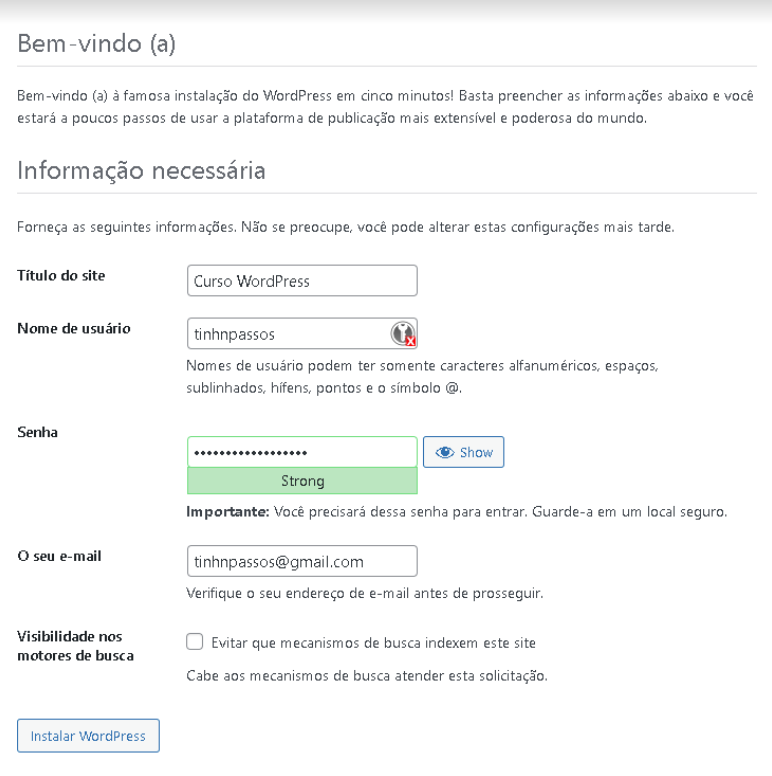 Bem-vindo (a)
Bem-vindo (a) à famosa instalação do WordPress em cinco minutos! Basta preencher as informações abaixo e você
estará a poucos passos de usar a plataforma de publicação mais extensível e poderosa do mundo.
Informação necessária
Forneça as seguintes informações. Não se preocupe, você pode alterar estas configurações mais tarde.
Título do site
Curso WordPress
Nome de usuário
tinhnpassos
Nomes de usuário podem ter somente caracteres alfanuméricos, espaços,
sublinhados, hífens, pontos e o símbolo @.
Senha
••••••••••••••••••
Show
Strong
Importante: Você precisará dessa senha para entrar. Guarde-a em um local seguro.
O seu e-mail
tinhnpassos@gmail.com
Verifique o seu endereço de e-mail antes de prosseguir.
Visibilidade nos
motores de busca
Evitar que mecanismos de busca indexem este site
Cabe aos mecanismos de busca atender esta solicitação.
Instalar WordPress